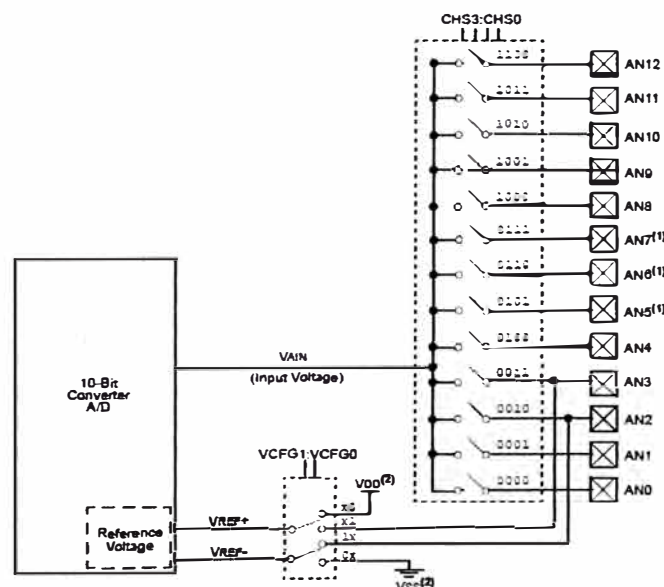 CHS3:CHS0
1100 AN12
1011 AN11
1010 AN10
1001 AN9
1000 AN8
0111 AN7(1)
0110 AN6(1)
0101 AN5(1)
0100 AN4
VAIN
(Input Voltage)
0011 AN3
10-Bit
Converter
A/D
0010 AN2
VCFG1:VCFG0
0001 AN1
VDD(2)
0000 AN0
X0
Reference
Voltage
VREF+
X1
1X
VREF-
0X
VSS(2)